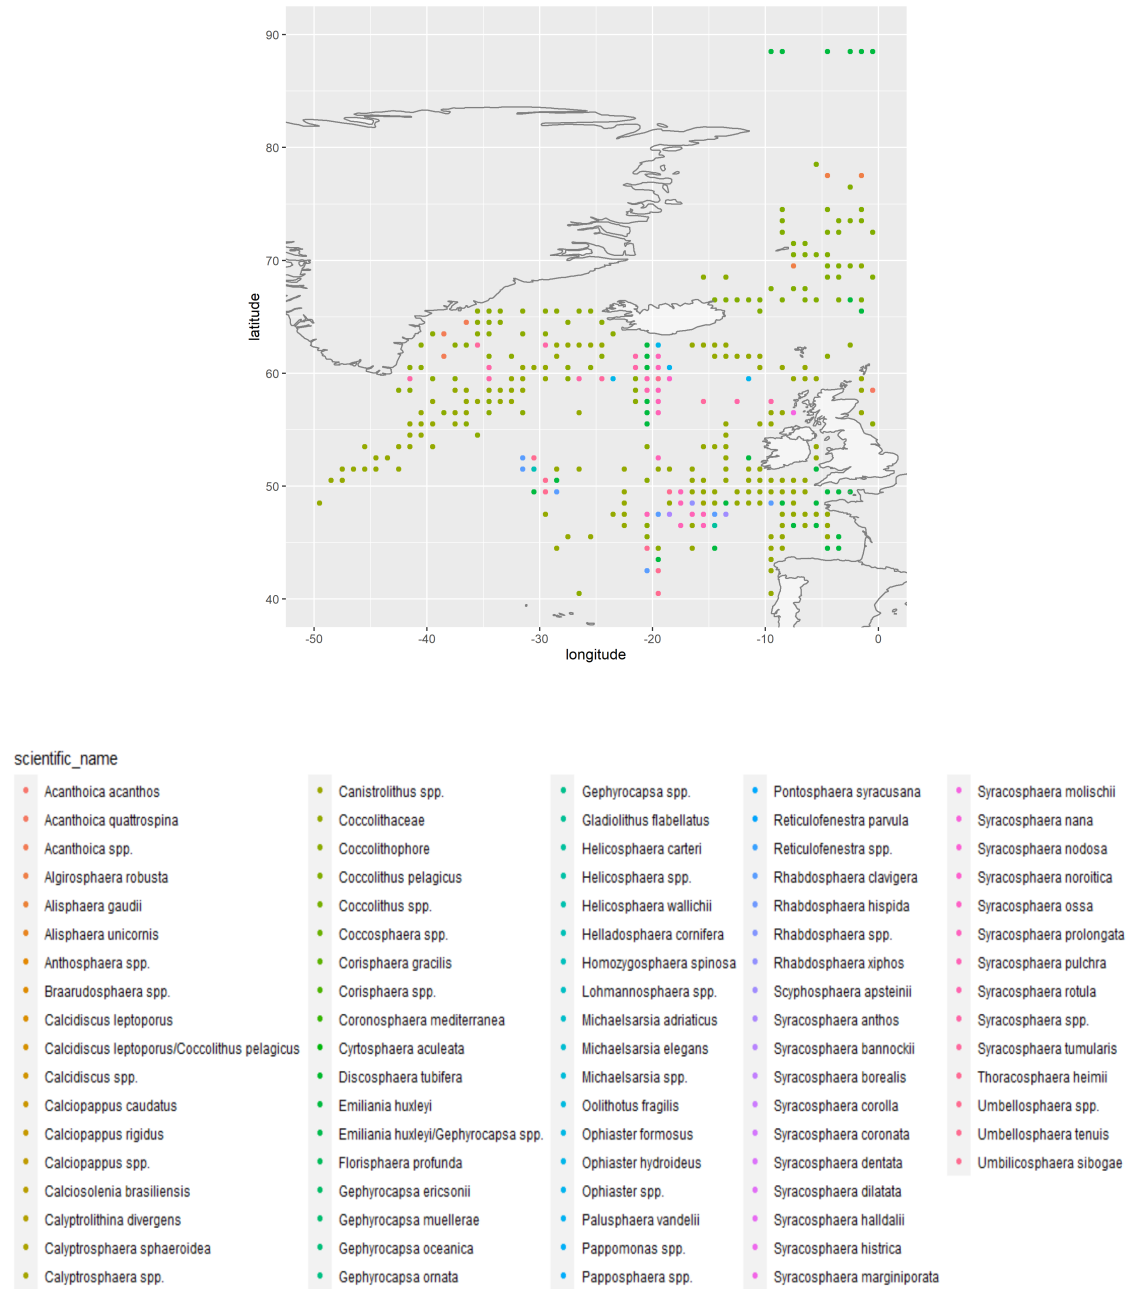 90
80
70
60
50
40
latitude
-50 -40 -30 -20 -10 0
longitude
scientific_name
Acanthoica acanthos
Acanthoica quattrospina
Acanthoica spp.
Algirosphaera robusta
Alisphaera gaudii
Alisphaera unicornis
Anthosphaera spp.
Braarudosphaera spp.
Calcidiscus leptoporus
Calcidiscus leptoporus/Coccolithus pelagicus
Calcidiscus spp.
Calciopappus caudatus
Calciopappus rigidus
Calciopappus spp.
Calciosolenia brasiliensis
Calyptrolithina divergens
Calyptrosphaera sphaeroidea
Calyptrosphaera spp.
Canistrolithus spp.
Coccolithaceae
Coccolithophore
Coccolithus pelagicus
Coccolithus spp.
Coccosphaera spp.
Corisphaera gracilis
Corisphaera spp.
Coronosphaera mediterranea
Cyrtosphaera aculeata
Discosphaera tubifera
Emiliania huxleyi
Emiliania huxleyi/Gephyrocapsa spp.
Florisphaera profunda
Gephyrocapsa ericsonii
Gephyrocapsa muellerae
Gephyrocapsa oceanica
Gephyrocapsa ornata
Gephyrocapsa spp.
Gladiolithus flabellatus
Helicosphaera carteri
Helicosphaera spp.
Helicosphaera wallichii
Helladosphaera cornifera
Homozygosphaera spinosa
Lohmannosphaera spp.
Michaelsarsia adriaticus
Michaelsarsia elegans
Michaelsarsia spp.
Oolithotus fragilis
Ophiaster formosus
Ophiaster hydroideus
Ophiaster spp.
Palusphaera vandelii
Pappomonas spp.
Papposphaera spp.
Pontosphaera syracusana
Reticulofenestra parvula
Reticulofenestra spp.
Rhabdosphaera clavigera
Rhabdosphaera hispida
Rhabdosphaera spp.
Rhabdosphaera xiphos
Scyphosphaera apsteinii
Syracosphaera anthos
Syracosphaera bannockii
Syracosphaera borealis
Syracosphaera corolla
Syracosphaera coronata
Syracosphaera dentata
Syracosphaera dilatata
Syracosphaera halldalii
Syracosphaera histrica
Syracosphaera marginiporata
Syracosphaera molischii
Syracosphaera nana
Syracosphaera nodosa
Syracosphaera noroitica
Syracosphaera ossa
Syracosphaera prolongata
Syracosphaera pulchra
Syracosphaera rotula
Syracosphaera spp.
Syracosphaera tumularis
Thoracosphaera heimii
Umbellosphaera spp.
Umbellosphaera tenuis
Umbilicosphaera sibogae